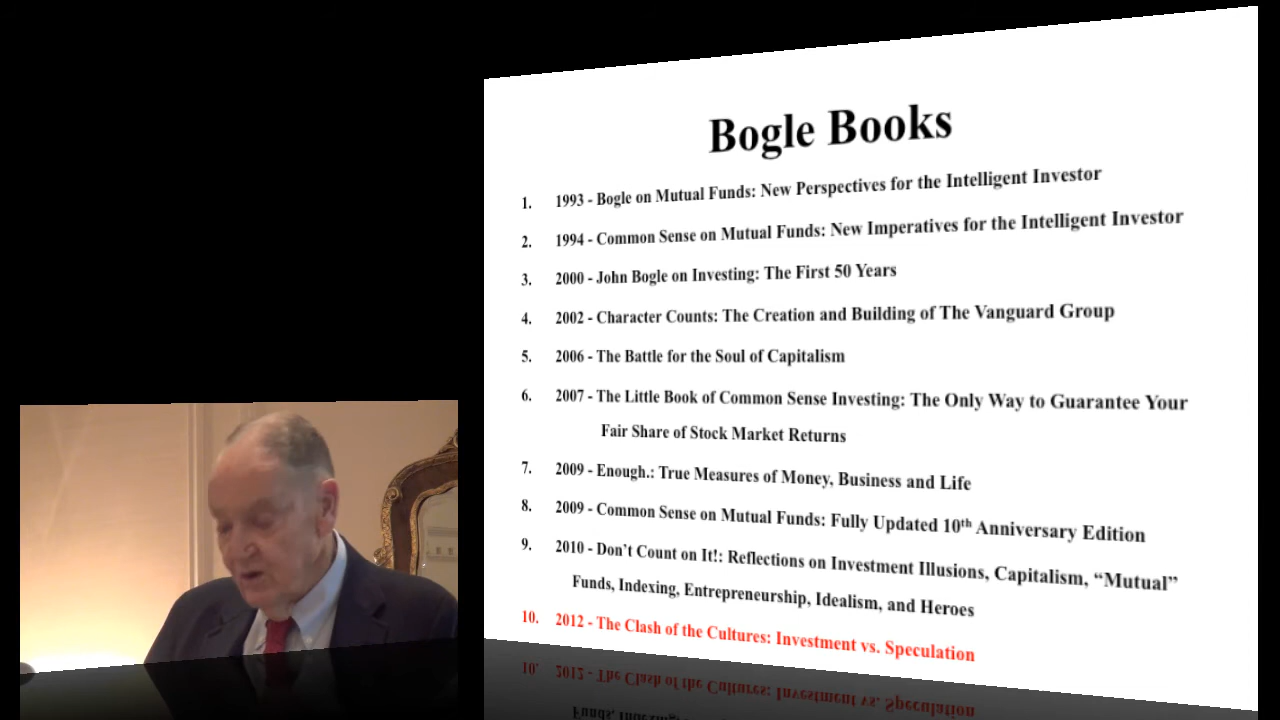 Bogle Books
1. 1993 - Bogle on Mutual Funds: New Perspectives for the Intelligent Investor
2. 1994 - Common Sense on Mutual Funds: New Imperatives for the Intelligent Investor
3. 2000 - John Bogle on Investing: The First 50 Years
4. 2002 - Character Counts: The Creation and Building of The Vanguard Group
5. 2006 - The Battle for the Soul of Capitalism
6. 2007 - The Little Book of Common Sense Investing: The Only Way to Guarantee Your
Fair Share of Stock Market Returns
7. 2009 - Enough.: True Measures of Money, Business and Life
8. 2009 - Common Sense on Mutual Funds: Fully Updated 10th Anniversary Edition
9. 2010 - Don’t Count on It!: Reflections on Investment Illusions, Capitalism, “Mutual”
Funds, Indexing, Entrepreneurship, Idealism, and Heroes
10. 2012 - The Clash of the Cultures: Investment vs. Speculation